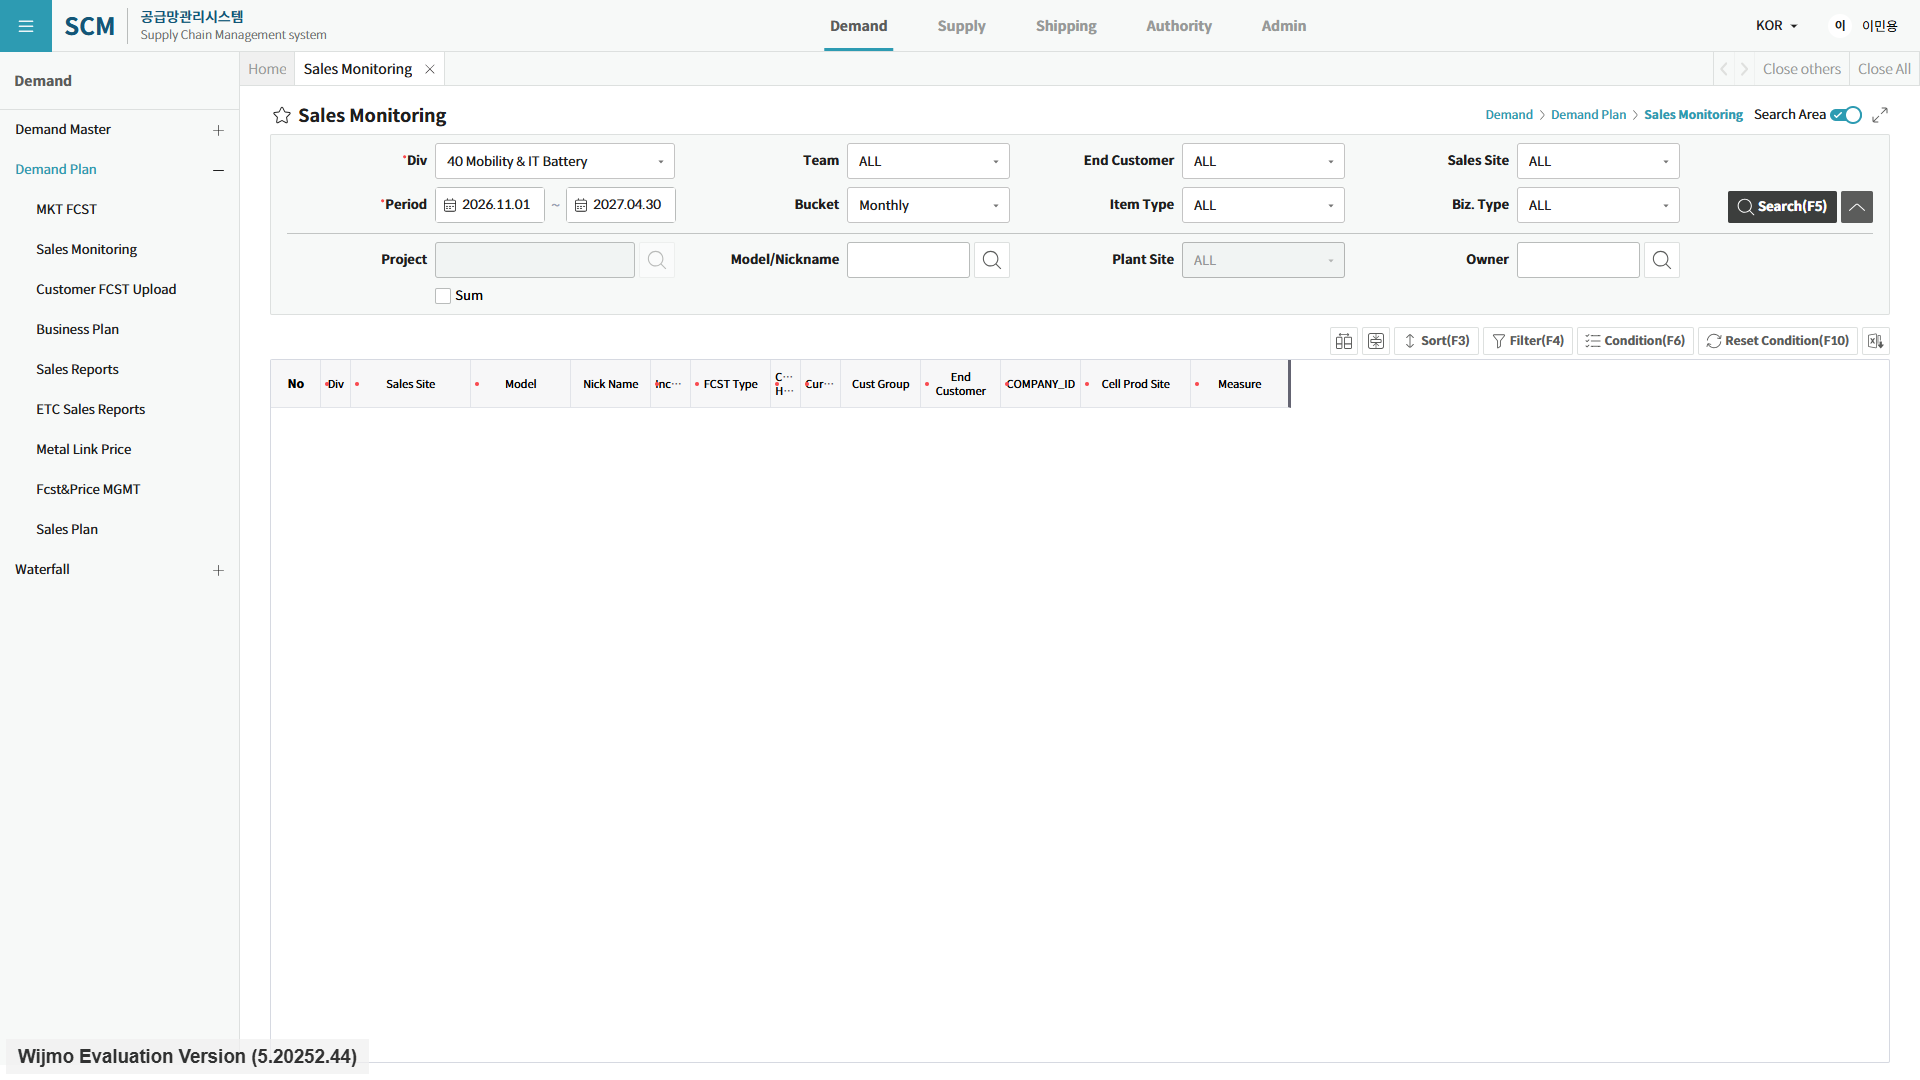 SCM
공급망관리시스템
Supply Chain Management system
Demand
Supply
Shipping
Authority
Admin
KOR
이
이민용
Demand
Home
Sales Monitoring
Close others
Close All
Demand Master
Demand Plan
MKT FCST
Sales Monitoring
Customer FCST Upload
Business Plan
Sales Reports
ETC Sales Reports
Metal Link Price
Fcst&Price MGMT
Sales Plan
Waterfall
Sales Monitoring
Demand > Demand Plan > Sales Monitoring
Search Area
*Div
40 Mobility & IT Battery
Team
ALL
End Customer
ALL
Sales Site
ALL
*Period
2026.11.01 ~ 2027.04.30
Bucket
Monthly
Item Type
ALL
Biz. Type
ALL
Search(F5)
Project
Model/Nickname
Plant Site
ALL
Owner
Sum
Sort(F3)
Filter(F4)
Condition(F6)
Reset Condition(F10)
No
Div
Sales Site
Model
Nick Name
Inc···
FCST Type
C···
H···
Cur···
Cust Group
End
Customer
COMPANY_ID
Cell Prod Site
Measure
Wijmo Evaluation Version (5.20252.44)